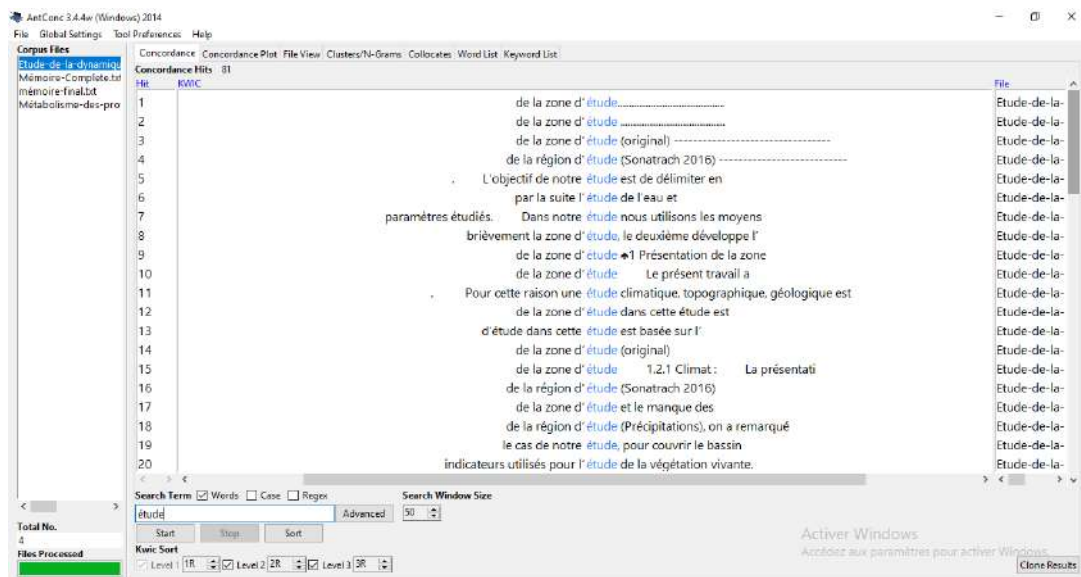 AntConc 3.4.4w (Windows) 2014
File Global Settings Tool Preferences Help
Corpus Files
Etude-de-la-dynamiqu
Mémoire-Complete.txt
mémoire-final.txt
Métabolisme-des-pro
Concordance Concordance Plot File View Clusters/N-Grams Collocates Word List Keyword List
Concordance Hits 81
Hit KWIC File
1 de la zone d'étude........................................ Etude-de-la-
2 de la zone d'étude ........................................ Etude-de-la-
3 de la zone d'étude (original) --------------------------------- Etude-de-la-
4 de la région d'étude (Sonatrach 2016) --------------------------- Etude-de-la-
5 . L'objectif de notre étude est de délimiter en Etude-de-la-
6 par la suite l'étude de l'eau et Etude-de-la-
7 paramètres étudiés. Dans notre étude nous utilisons les moyens Etude-de-la-
8 brièvement la zone d'étude, le deuxième développe l' Etude-de-la-
9 de la zone d'étude ♠1 Présentation de la zone Etude-de-la-
10 de la zone d'étude Le présent travail a Etude-de-la-
11 . Pour cette raison une étude climatique, topographique, géologique est Etude-de-la-
12 de la zone d'étude dans cette étude est Etude-de-la-
13 d'étude dans cette étude est basée sur l' Etude-de-la-
14 de la zone d'étude (original) Etude-de-la-
15 de la zone d'étude 1.2.1 Climat : La présentati Etude-de-la-
16 de la région d'étude (Sonatrach 2016) Etude-de-la-
17 de la zone d'étude et le manque des Etude-de-la-
18 de la région d'étude (Précipitations), on a remarqué Etude-de-la-
19 le cas de notre étude, pour couvrir le bassin Etude-de-la-
20 indicateurs utilisés pour l'étude de la végétation vivante. Etude-de-la-
Search Term Words Case Regex Search Window Size
étude Advanced 50
Total No.
4
Start Stop Sort
Files Processed
Kwic Sort
Level 1 1R Level 2 2R Level 3 3R
Activer Windows
Accédez aux paramètres pour activer Windows.
Clone Results